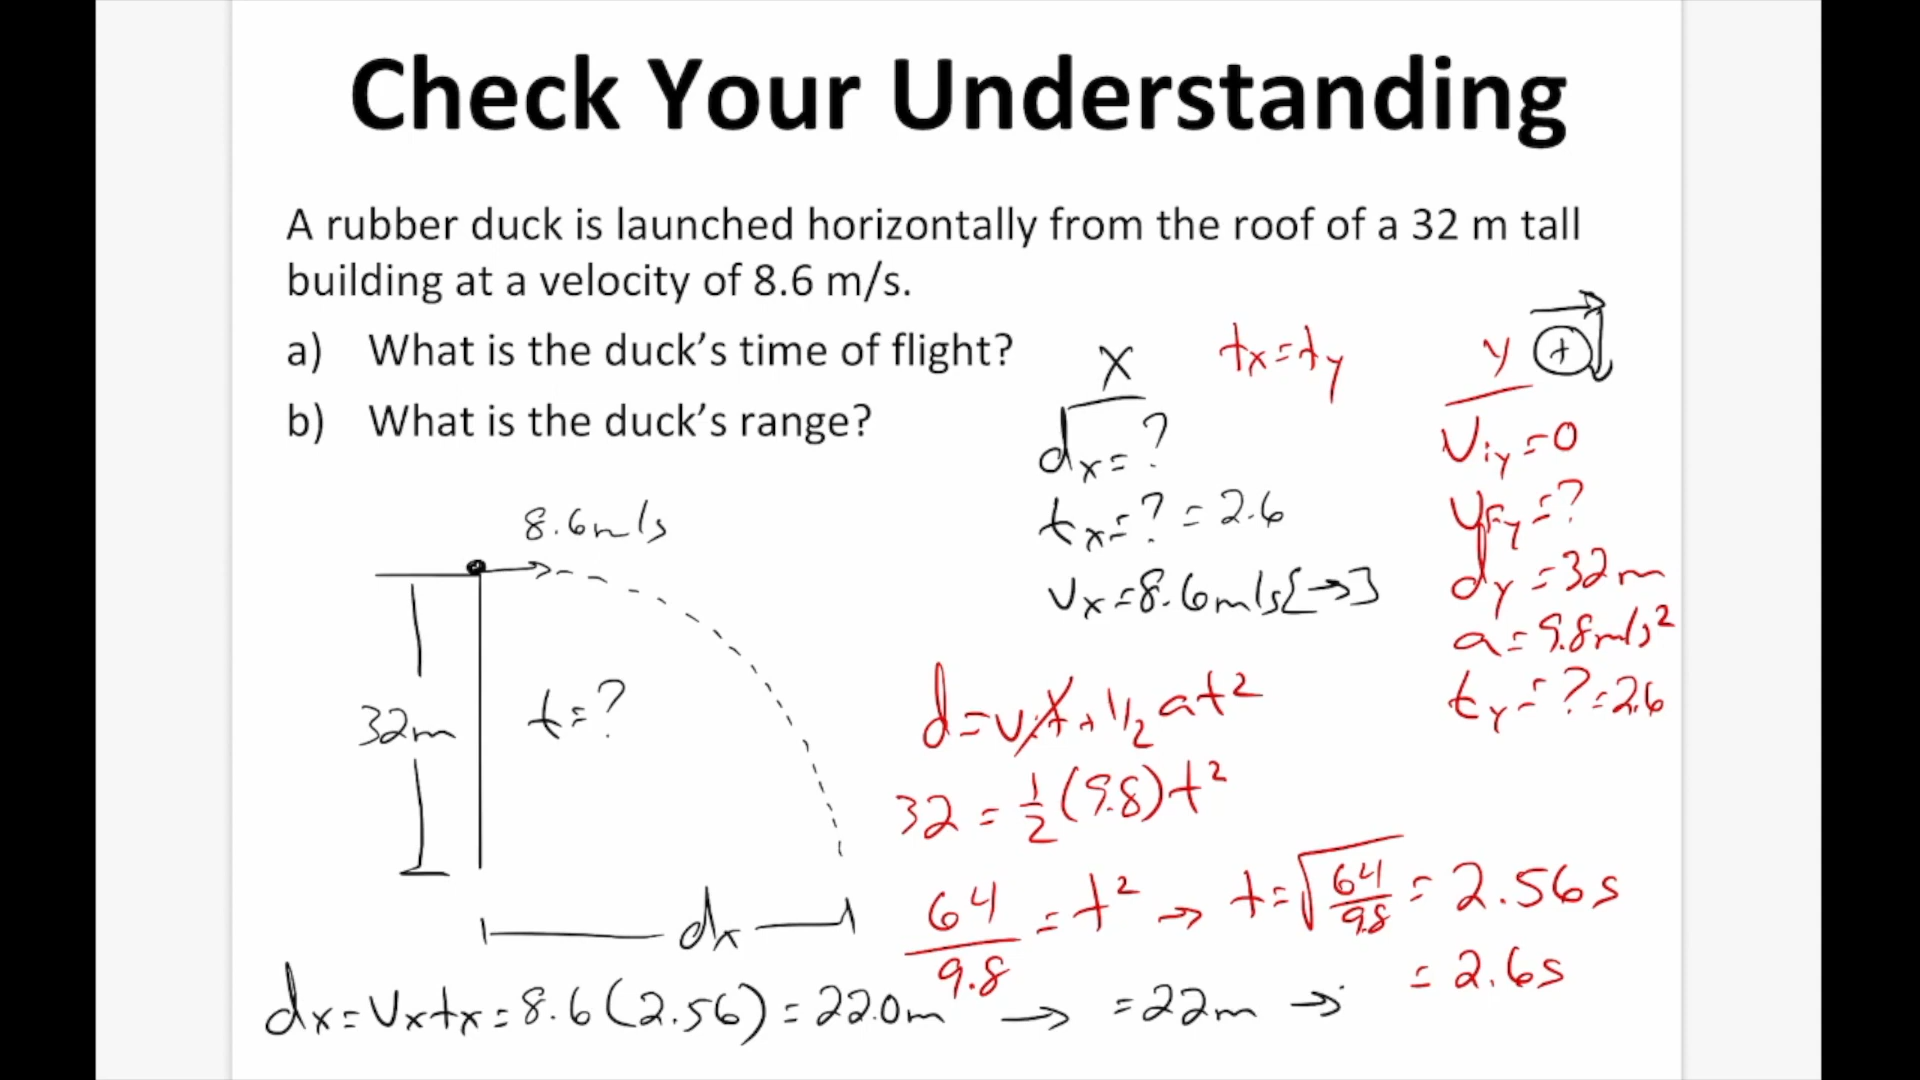 Check Your Understanding
A rubber duck is launched horizontally from the roof of a 32 m tall
building at a velocity of 8.6 m/s.
a) What is the duck's time of flight?
b) What is the duck's range?
x
tx=ty
y
+
dx=?
tx=?=2.6
vx=8.6m/s[→]
viy=0
vfy=?
dy=32m
a=9.8m/s²
ty=?=2.6
8.6m/s
32m
t=?
dx
d=vit+½at²
32=½(9.8)t²
64/9.8=t²→t=√64/9.8=2.56s
=2.6s
dx=vxtx=8.6(2.56)=22.0m→=22m→